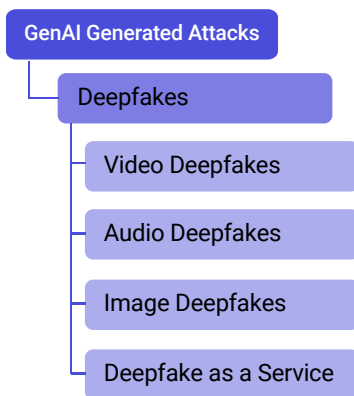 GenAI Generated Attacks
Deepfakes
Video Deepfakes
Audio Deepfakes
Image Deepfakes
Deepfake as a Service